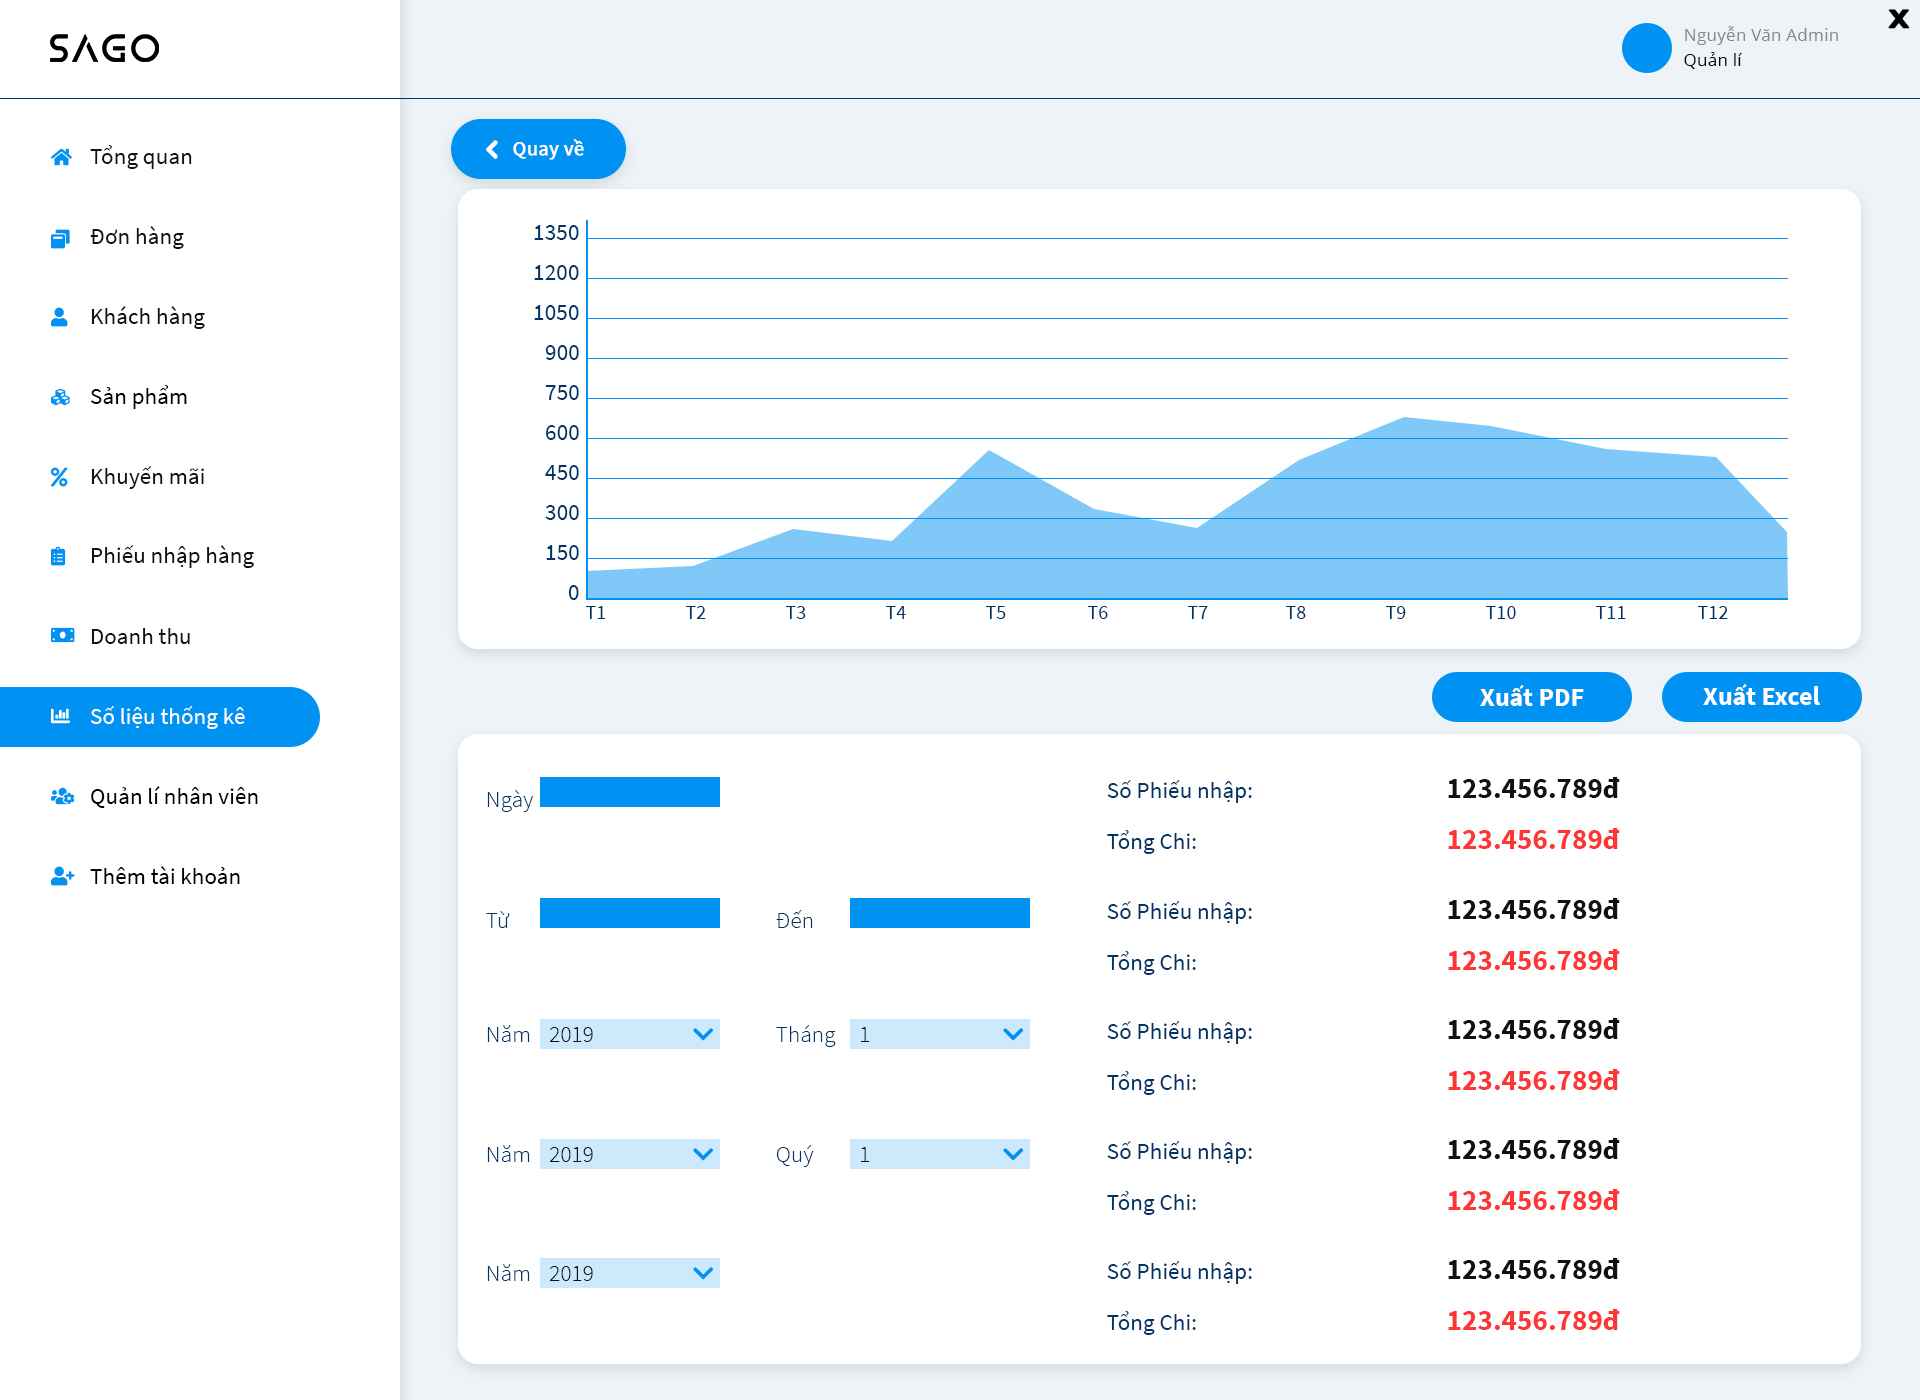 SAGO
Nguyễn Văn Admin
Quản lí
X
Tổng quan
Đơn hàng
Khách hàng
Sản phẩm
Khuyến mãi
Phiếu nhập hàng
Doanh thu
Số liệu thống kê
Quản lí nhân viên
Thêm tài khoản
Quay về
1350
1200
1050
900
750
600
450
300
150
0
T1 T2 T3 T4 T5 T6 T7 T8 T9 T10 T11 T12
Xuất PDF Xuất Excel
Ngày Số Phiếu nhập: 123.456.789đ
Tổng Chi: 123.456.789đ
Từ Đến Số Phiếu nhập: 123.456.789đ
Tổng Chi: 123.456.789đ
Năm 2019 Tháng 1 Số Phiếu nhập: 123.456.789đ
Tổng Chi: 123.456.789đ
Năm 2019 Quý 1 Số Phiếu nhập: 123.456.789đ
Tổng Chi: 123.456.789đ
Năm 2019 Số Phiếu nhập: 123.456.789đ
Tổng Chi: 123.456.789đ